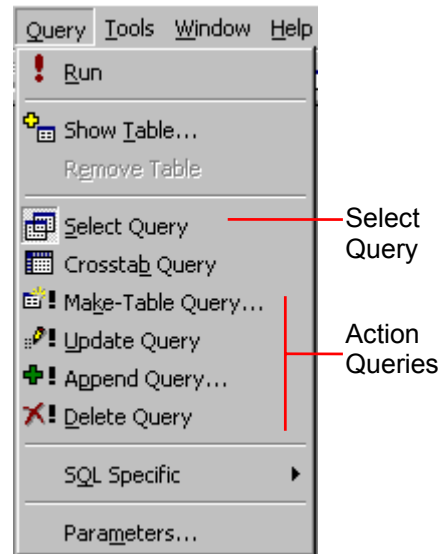 Query Tools Window Help
Run
Show Table...
Remove Table
Select Query
Crosstab Query
Make-Table Query...
Update Query
Append Query...
Delete Query
SQL Specific
Parameters...
Select
Query
Action
Queries